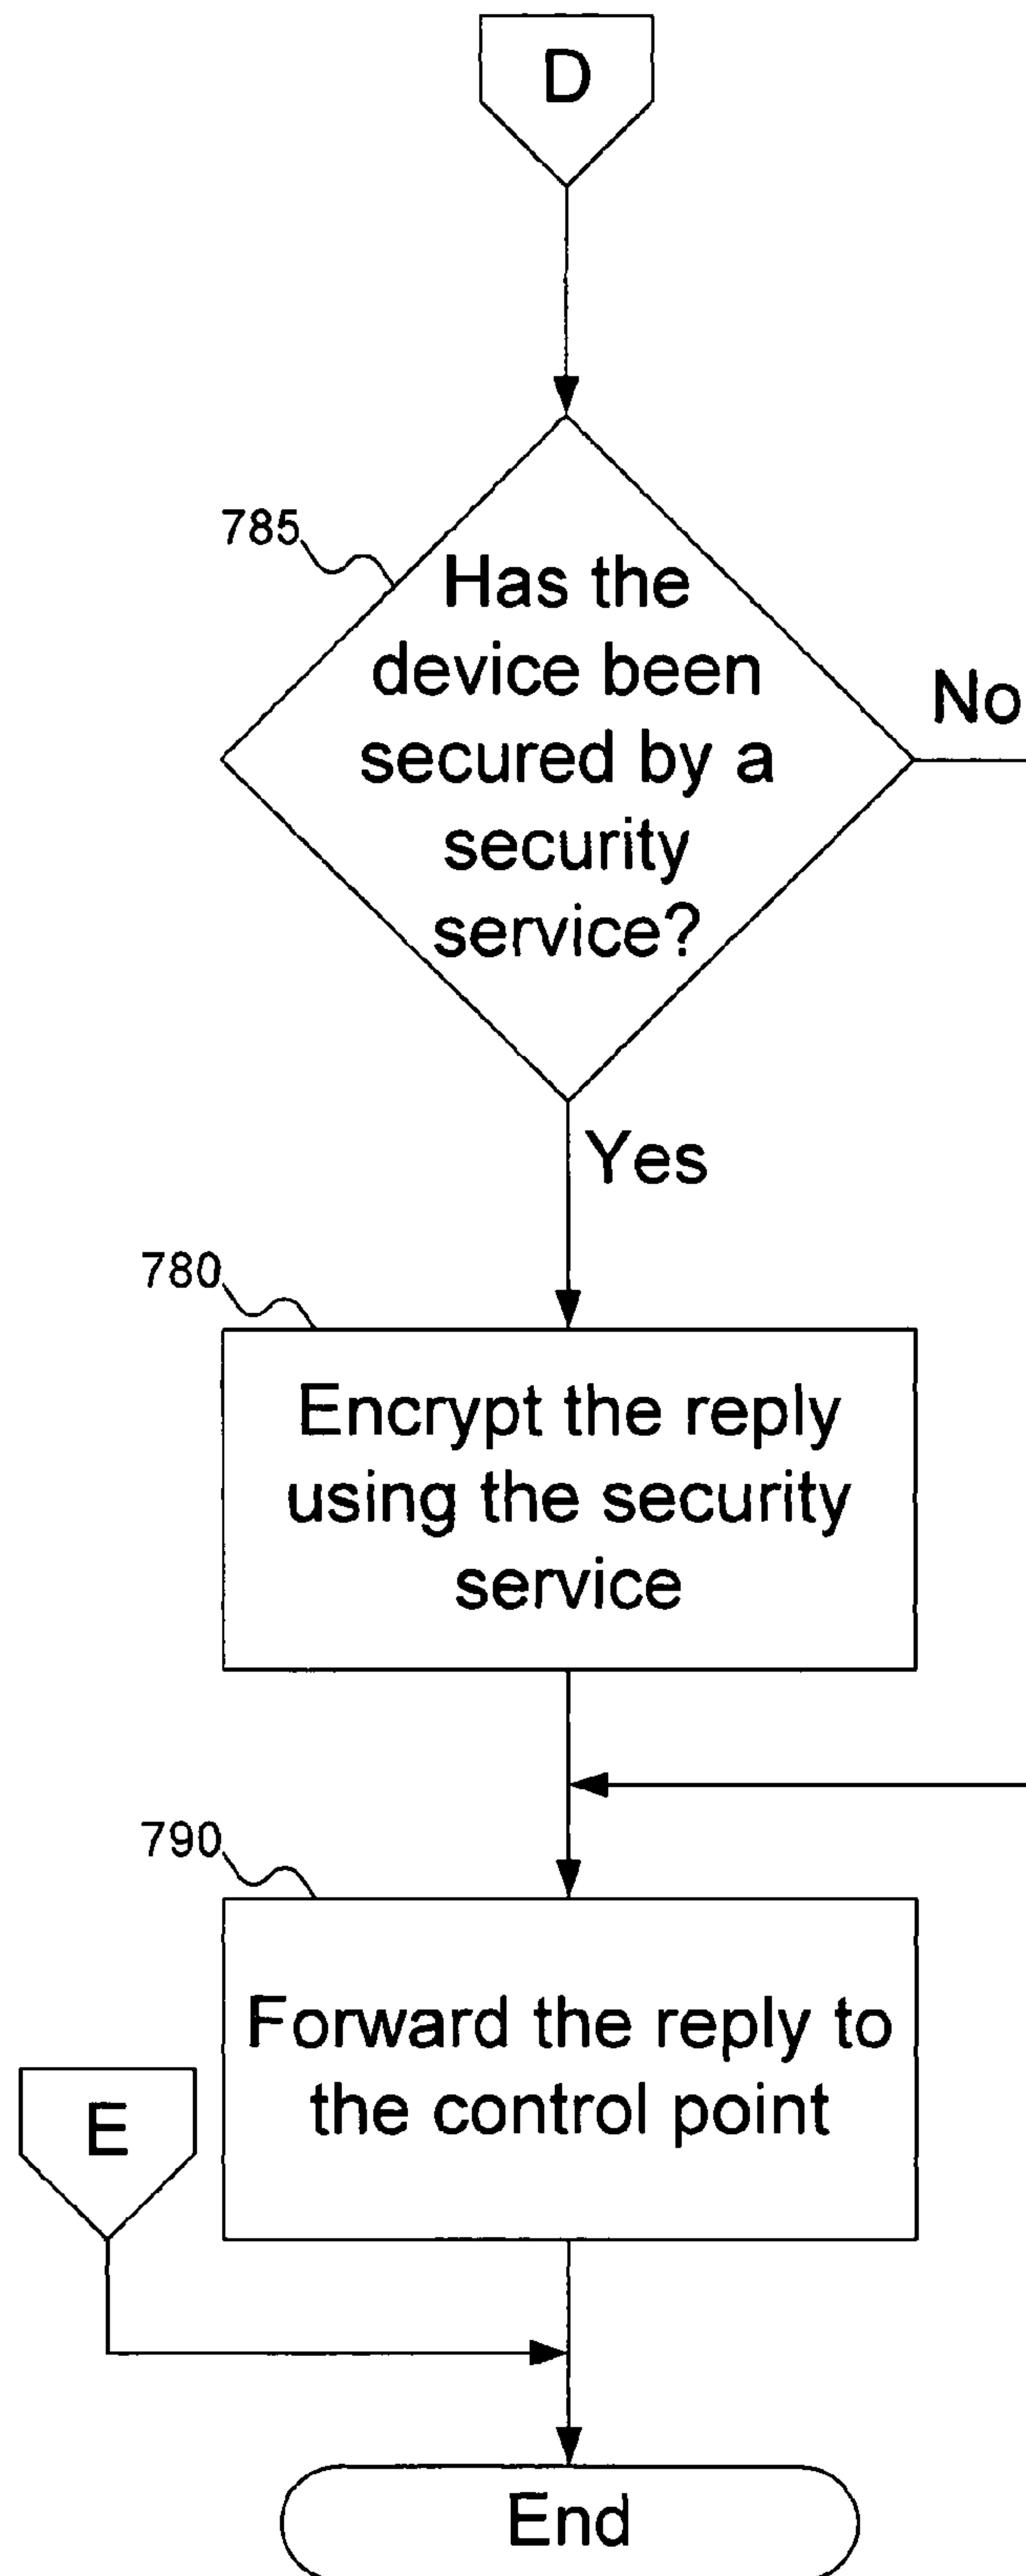 D
785
Has the
device been
secured by a
security
service?
No
Yes
780
Encrypt the reply
using the security
service
790
Forward the reply to
the control point
E
End